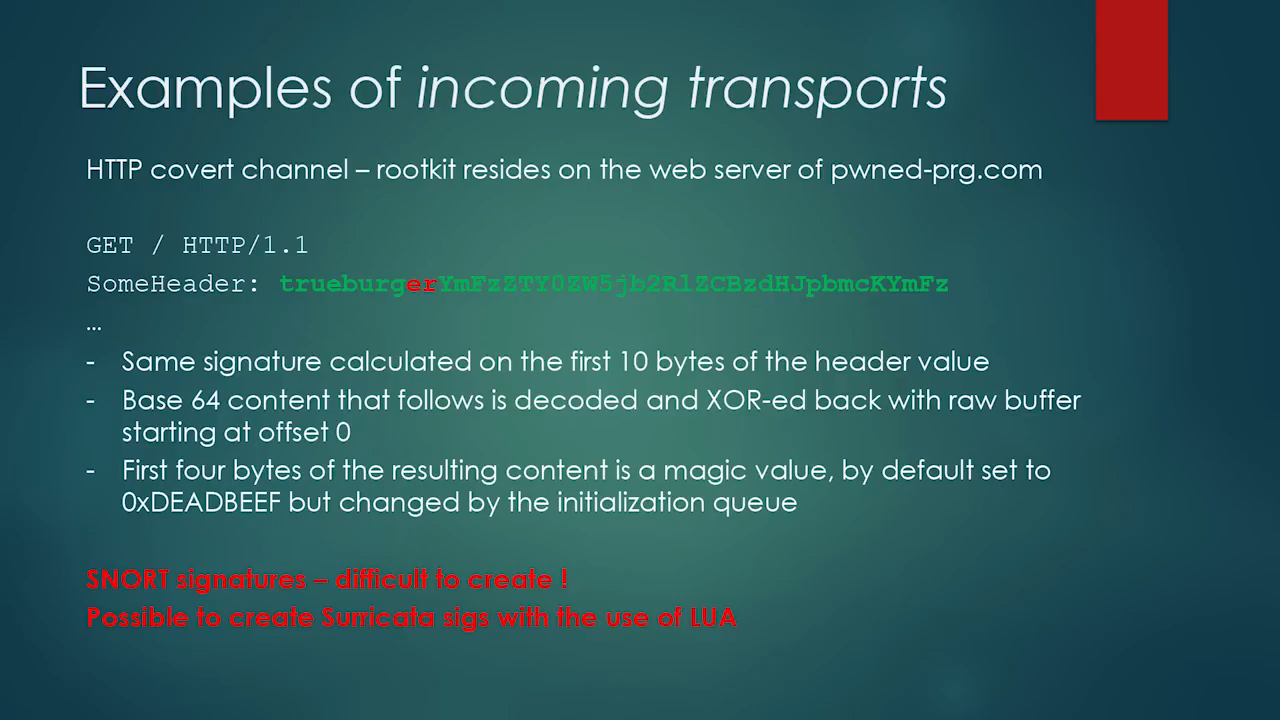 Examples of incoming transports
HTTP covert channel – rootkit resides on the web server of pwned-prg.com
GET / HTTP/1.1
SomeHeader: trueburgerYmFzZTY0ZW5jb2RlZCBzdHJpbmcKYmFz
…
- Same signature calculated on the first 10 bytes of the header value
- Base 64 content that follows is decoded and XOR-ed back with raw buffer
starting at offset 0
- First four bytes of the resulting content is a magic value, by default set to
0xDEADBEEF but changed by the initialization queue
SNORT signatures – difficult to create !
Possible to create Surricata sigs with the use of LUA